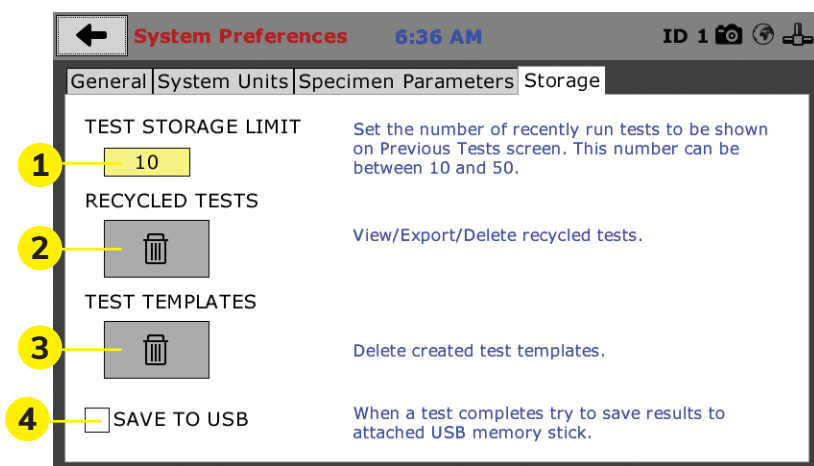 System Preferences 6:36 AM ID 1
General System Units Specimen Parameters Storage
TEST STORAGE LIMIT
Set the number of recently run tests to be shown
on Previous Tests screen. This number can be
between 10 and 50.
1
10
RECYCLED TESTS
2
View/Export/Delete recycled tests.
TEST TEMPLATES
3
Delete created test templates.
4
SAVE TO USB
When a test completes try to save results to
attached USB memory stick.